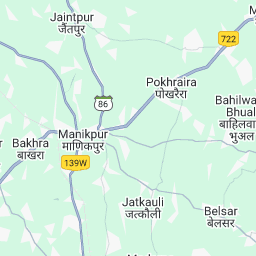 Jaintpur
जैंतपुर
M
722
Pokhraira
पोखरैरा
86
Bahilwa
Bhual
बाहिलवा
भुअल
Manikpur
माणिकपुर
Bakhra
बाखरा
139W
Jatkauli
जत्कौली
Belsar
बेलसर